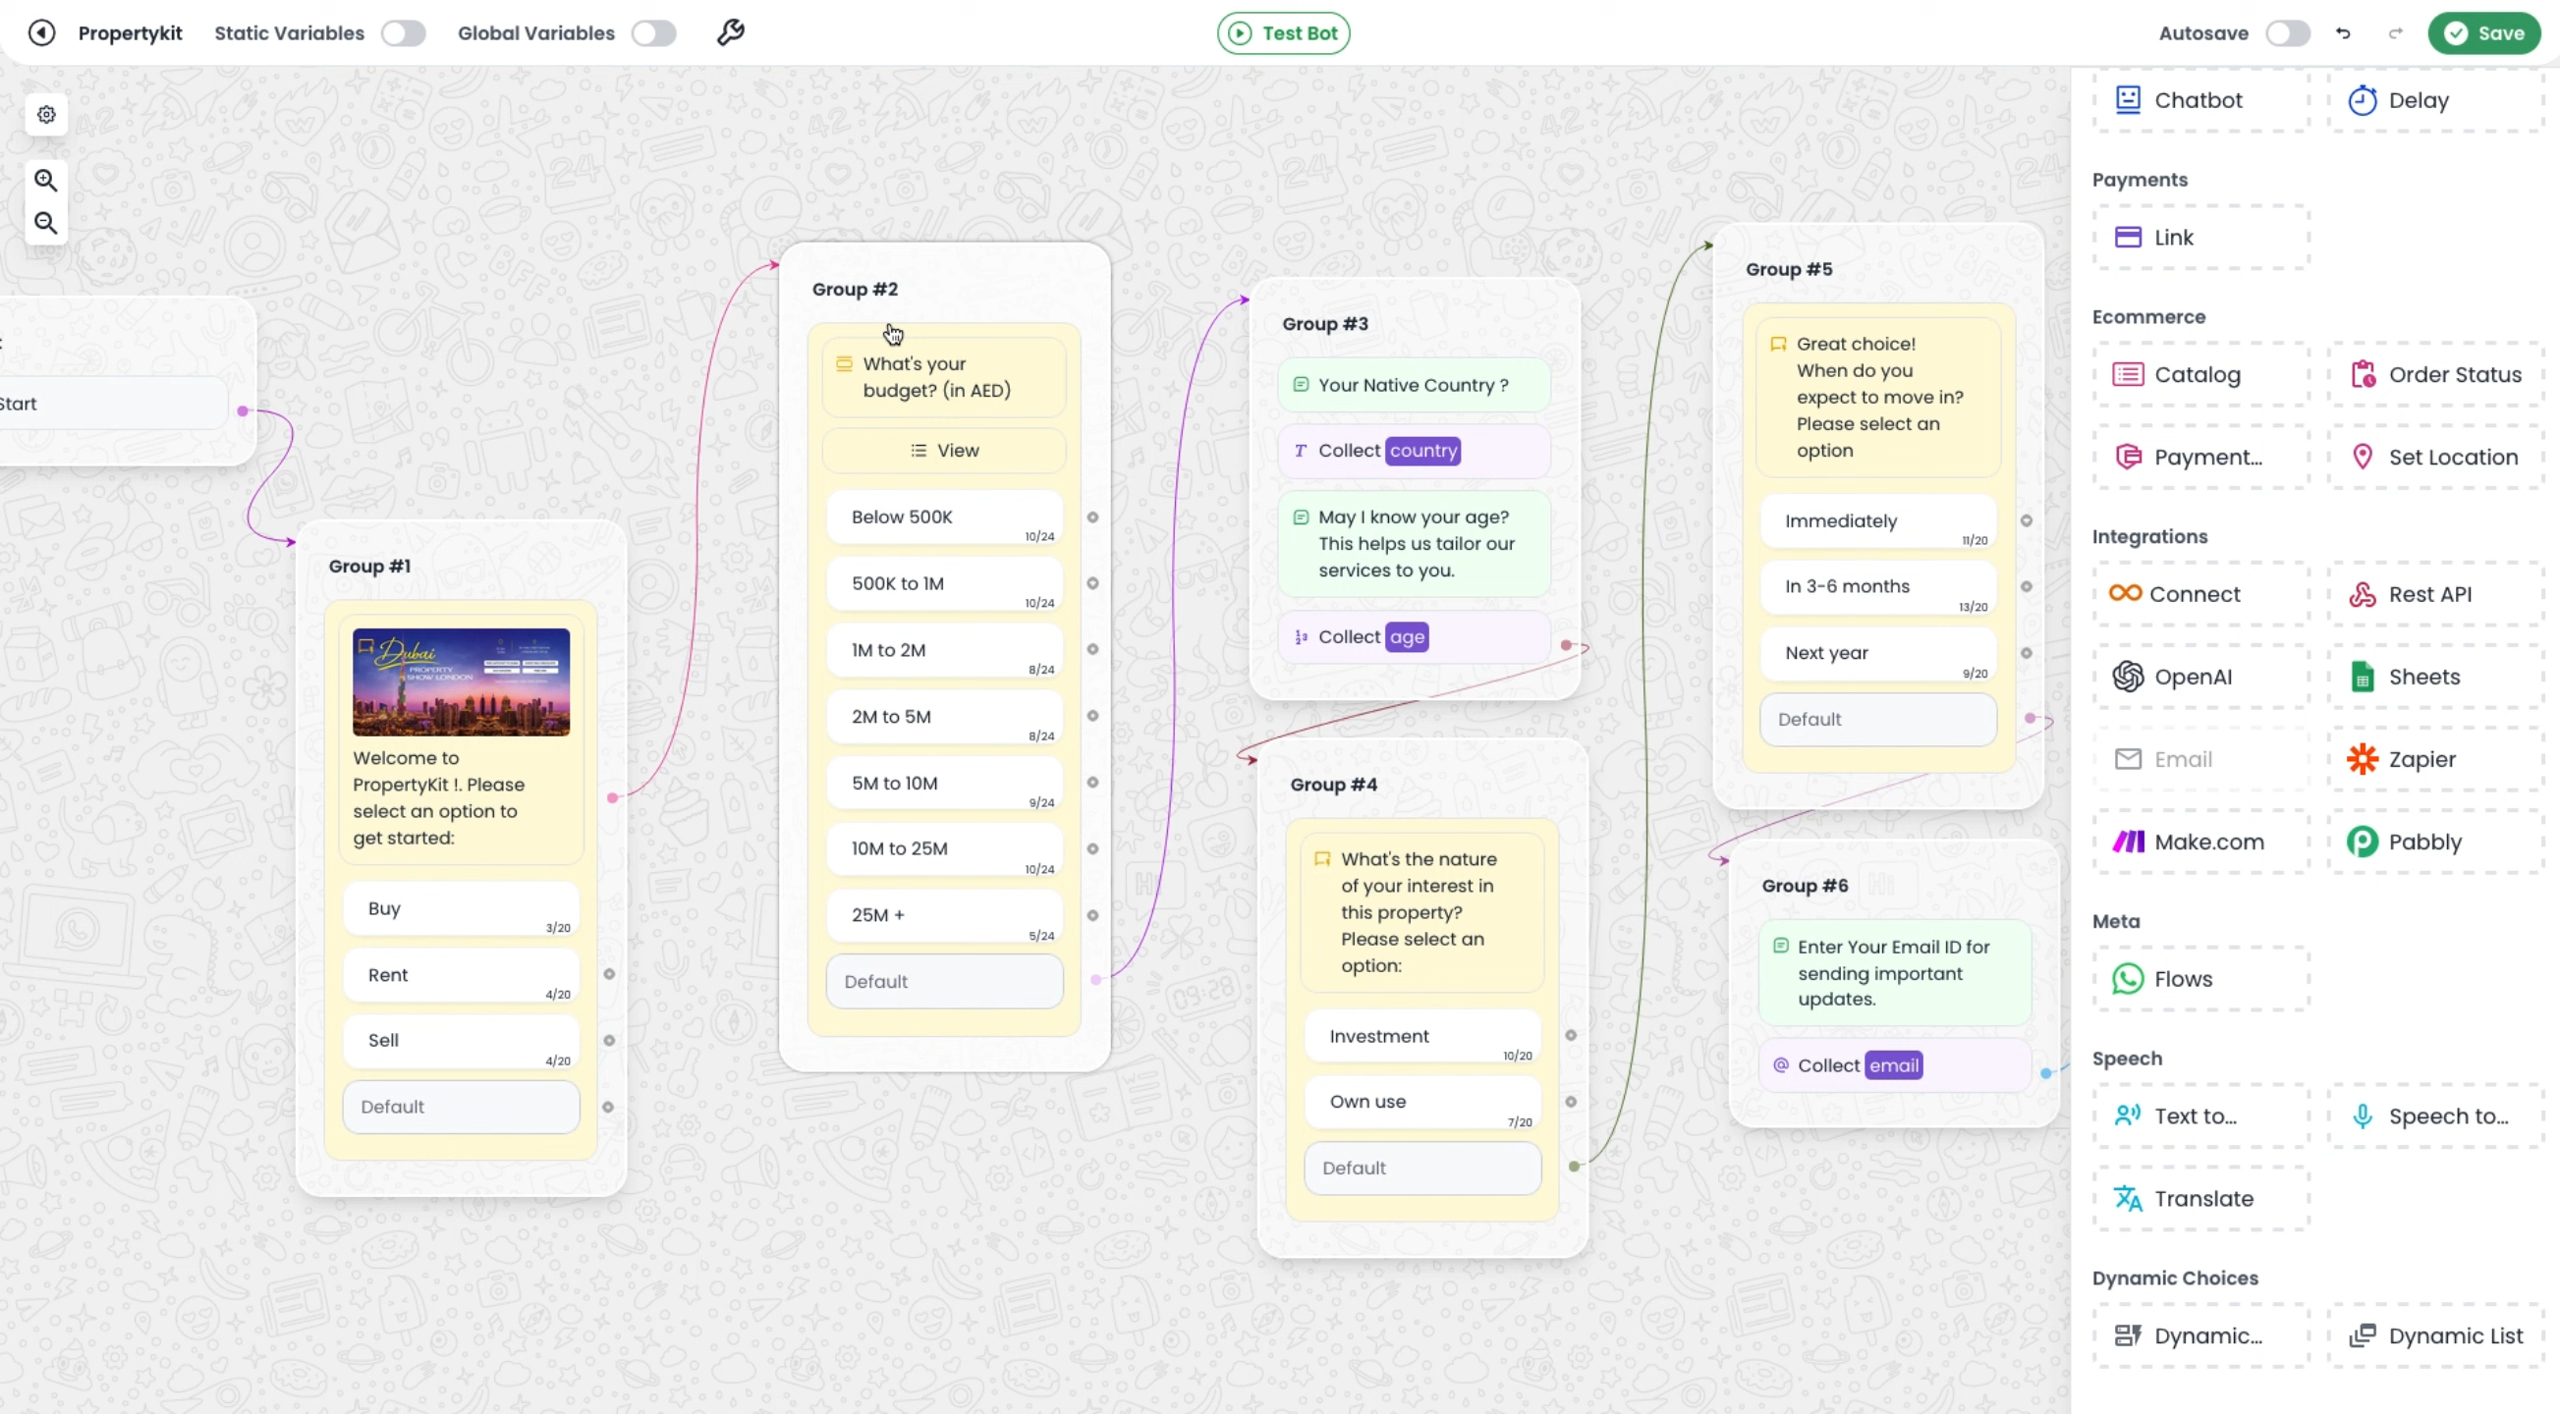 Propertykit
Static Variables
Global Variables
Test Bot
Autosave
Save
Start
Group #1
Dubai
PROPERTY
SHOW LONDON
Welcome to
PropertyKit !. Please
select an option to
get started:
Buy
3/20
Rent
4/20
Sell
4/20
Default
Group #2
What's your
budget? (in AED)
View
Below 500K
10/24
500K to 1M
10/24
1M to 2M
8/24
2M to 5M
8/24
5M to 10M
9/24
10M to 25M
10/24
25M +
5/24
Default
Group #3
Your Native Country ?
Collect country
May I know your age?
This helps us tailor our
services to you.
Collect age
Group #4
What's the nature
of your interest in
this property?
Please select an
option:
Investment
10/20
Own use
7/20
Default
Group #5
Great choice!
When do you
expect to move in?
Please select an
option
Immediately
11/20
In 3-6 months
13/20
Next year
9/20
Default
Group #6
Enter Your Email ID for
sending important
updates.
Collect email
Chatbot
Delay
Payments
Link
Ecommerce
Catalog
Order Status
Payment...
Set Location
Integrations
Connect
Rest API
OpenAI
Sheets
Email
Zapier
Make.com
Pabbly
Meta
Flows
Speech
Text to...
Speech to...
Translate
Dynamic Choices
Dynamic...
Dynamic List